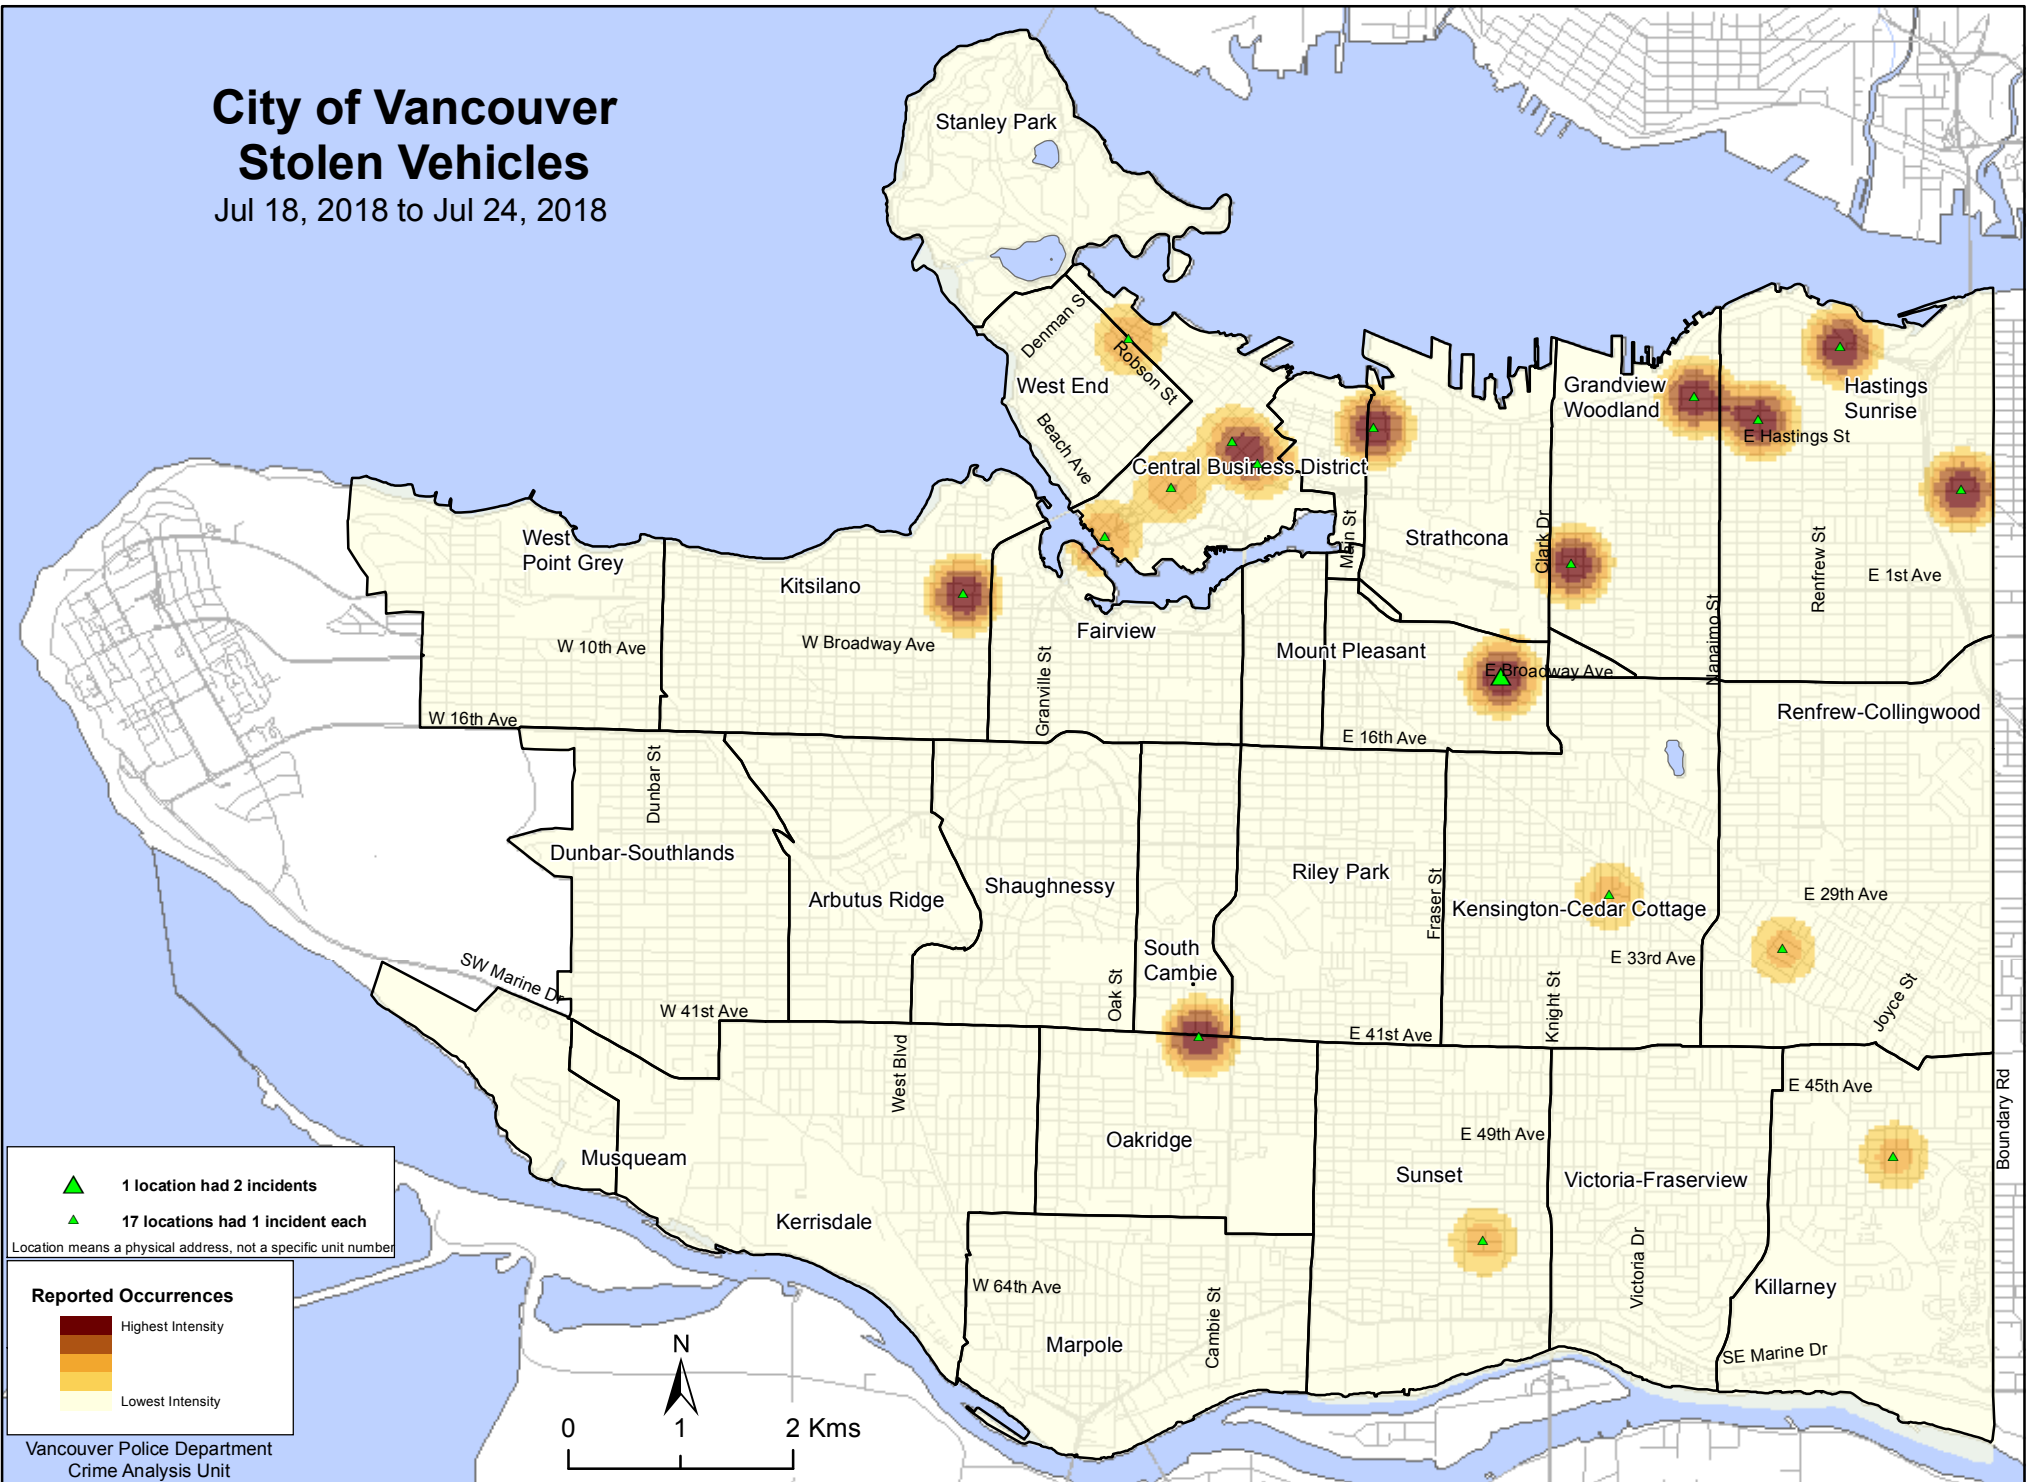 City of Vancouver
Stolen Vehicles
Jul 18, 2018 to Jul 24, 2018
Stanley Park
Denman S
Robson St
West End
Beach Ave
Central Business District
Grandview
Woodland
Hastings
Sunrise
E Hastings St
Main St
Strathcona
Clark Dr
Renfrew St
E 1st Ave
Nanaimo St
West
Point Grey
Kitsilano
W 10th Ave
W Broadway Ave
Fairview
Granville St
Mount Pleasant
E Broadway Ave
W 16th Ave
E 16th Ave
Renfrew-Collingwood
Dunbar St
Dunbar-Southlands
Arbutus Ridge
Shaughnessy
Riley Park
Fraser St
Kensington-Cedar Cottage
E 29th Ave
South
Cambie
E 33rd Ave
SW Marine Dr
W 41st Ave
Oak St
E 41st Ave
Knight St
Joyce St
West Blvd
E 45th Ave
Boundary Rd
Oakridge
E 49th Ave
Sunset
Victoria-Fraserview
Musqueam
Kerrisdale
Victoria Dr
Killarney
W 64th Ave
Cambie St
Marpole
SE Marine Dr
1 location had 2 incidents
17 locations had 1 incident each
Location means a physical address, not a specific unit number
Reported Occurrences
Highest Intensity
Lowest Intensity
Vancouver Police Department
Crime Analysis Unit
N
0 1 2 Kms